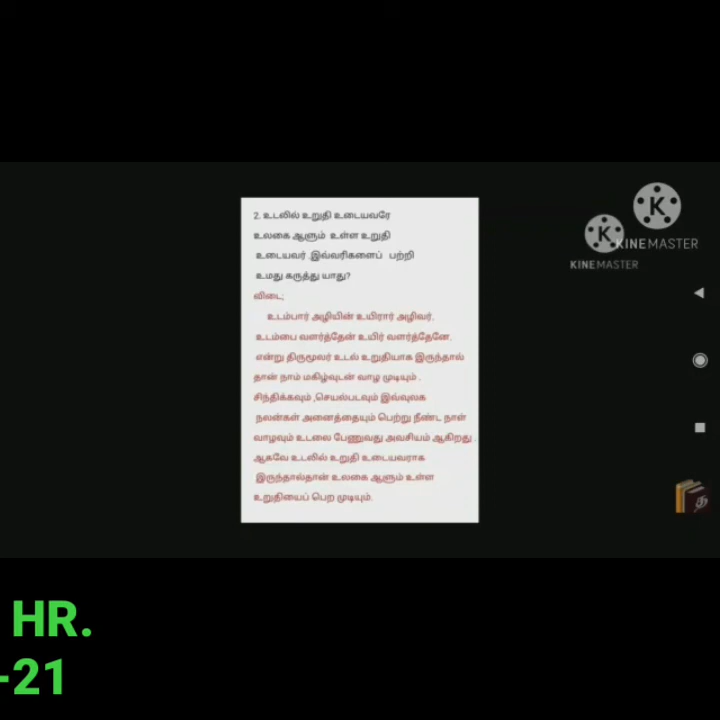 2. உடலில் உறுதி உடையவரே
உலகை ஆளும் உள்ள உறுதி
உடையவர் .இவ்வரிகளைப் பற்றி
உமது கருத்து யாது?
விடை;
உடம்பார் அழியின் உயிரார் அழிவர்,
உடம்பை வளர்த்தேன் உயிர் வளர்த்தேனே.
என்று திருமூலர் உடல் உறுதியாக இருந்தால்
தான் நாம் மகிழ்வுடன் வாழ முடியும் .
சிந்திக்கவும் ,செயல்படவும் இவ்வுலக
நலன்கள் அனைத்தையும் பெற்று நீண்ட நாள்
வாழவும் உடலை பேணுவது அவசியம் ஆகிறது .
ஆகவே உடலில் உறுதி உடையவராக
இருந்தால்தான் உலகை ஆளும் உள்ள
உறுதியைப் பெற முடியும்.
K
KINEMASTER
K
KINEMASTER
த
HR.
-21